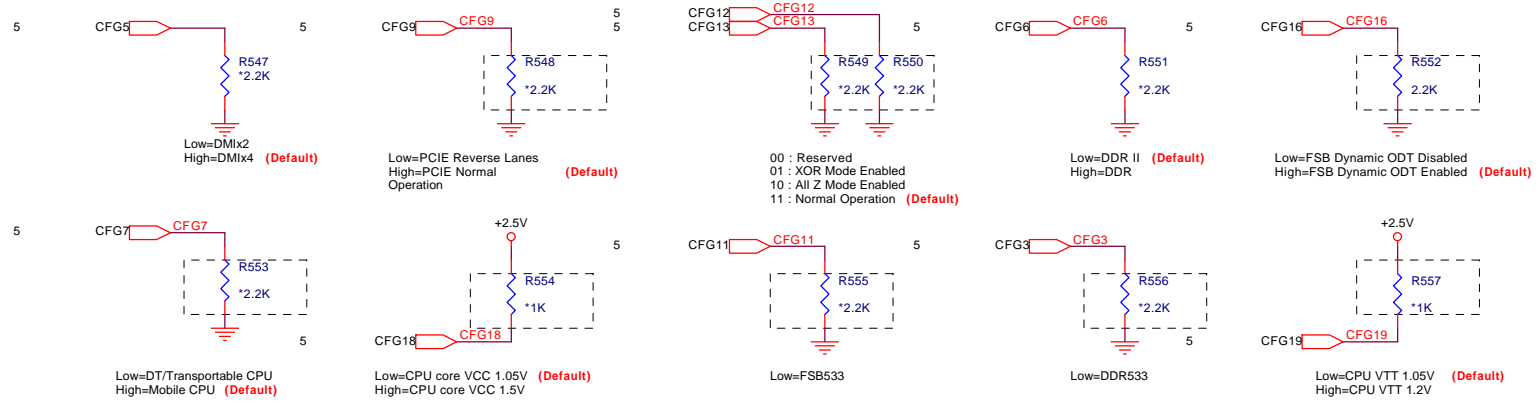 5
CFG5
5
R547
*2.2K
Low=DMIx2
High=DMIx4 (Default)
CFG9
CFG9
5
5
R548
*2.2K
Low=PCIE Reverse Lanes
High=PCIE Normal (Default)
Operation
CFG12
CFG12
CFG13
CFG13
5
R549
R550
*2.2K
*2.2K
00 : Reserved
01 : XOR Mode Enabled
10 : All Z Mode Enabled
11 : Normal Operation (Default)
CFG6
CFG6
5
R551
*2.2K
Low=DDR II (Default)
High=DDR
CFG16
CFG16
R552
2.2K
Low=FSB Dynamic ODT Disabled
High=FSB Dynamic ODT Enabled (Default)
5
CFG7
CFG7
R553
*2.2K
5
Low=DT/Transportable CPU
High=Mobile CPU (Default)
+2.5V
R554
*1K
CFG18
CFG18
Low=CPU core VCC 1.05V (Default)
High=CPU core VCC 1.5V
CFG11
CFG11
5
R555
*2.2K
Low=FSB533
CFG3
CFG3
R556
*2.2K
5
Low=DDR533
+2.5V
R557
*1K
CFG19
CFG19
Low=CPU VTT 1.05V (Default)
High=CPU VTT 1.2V